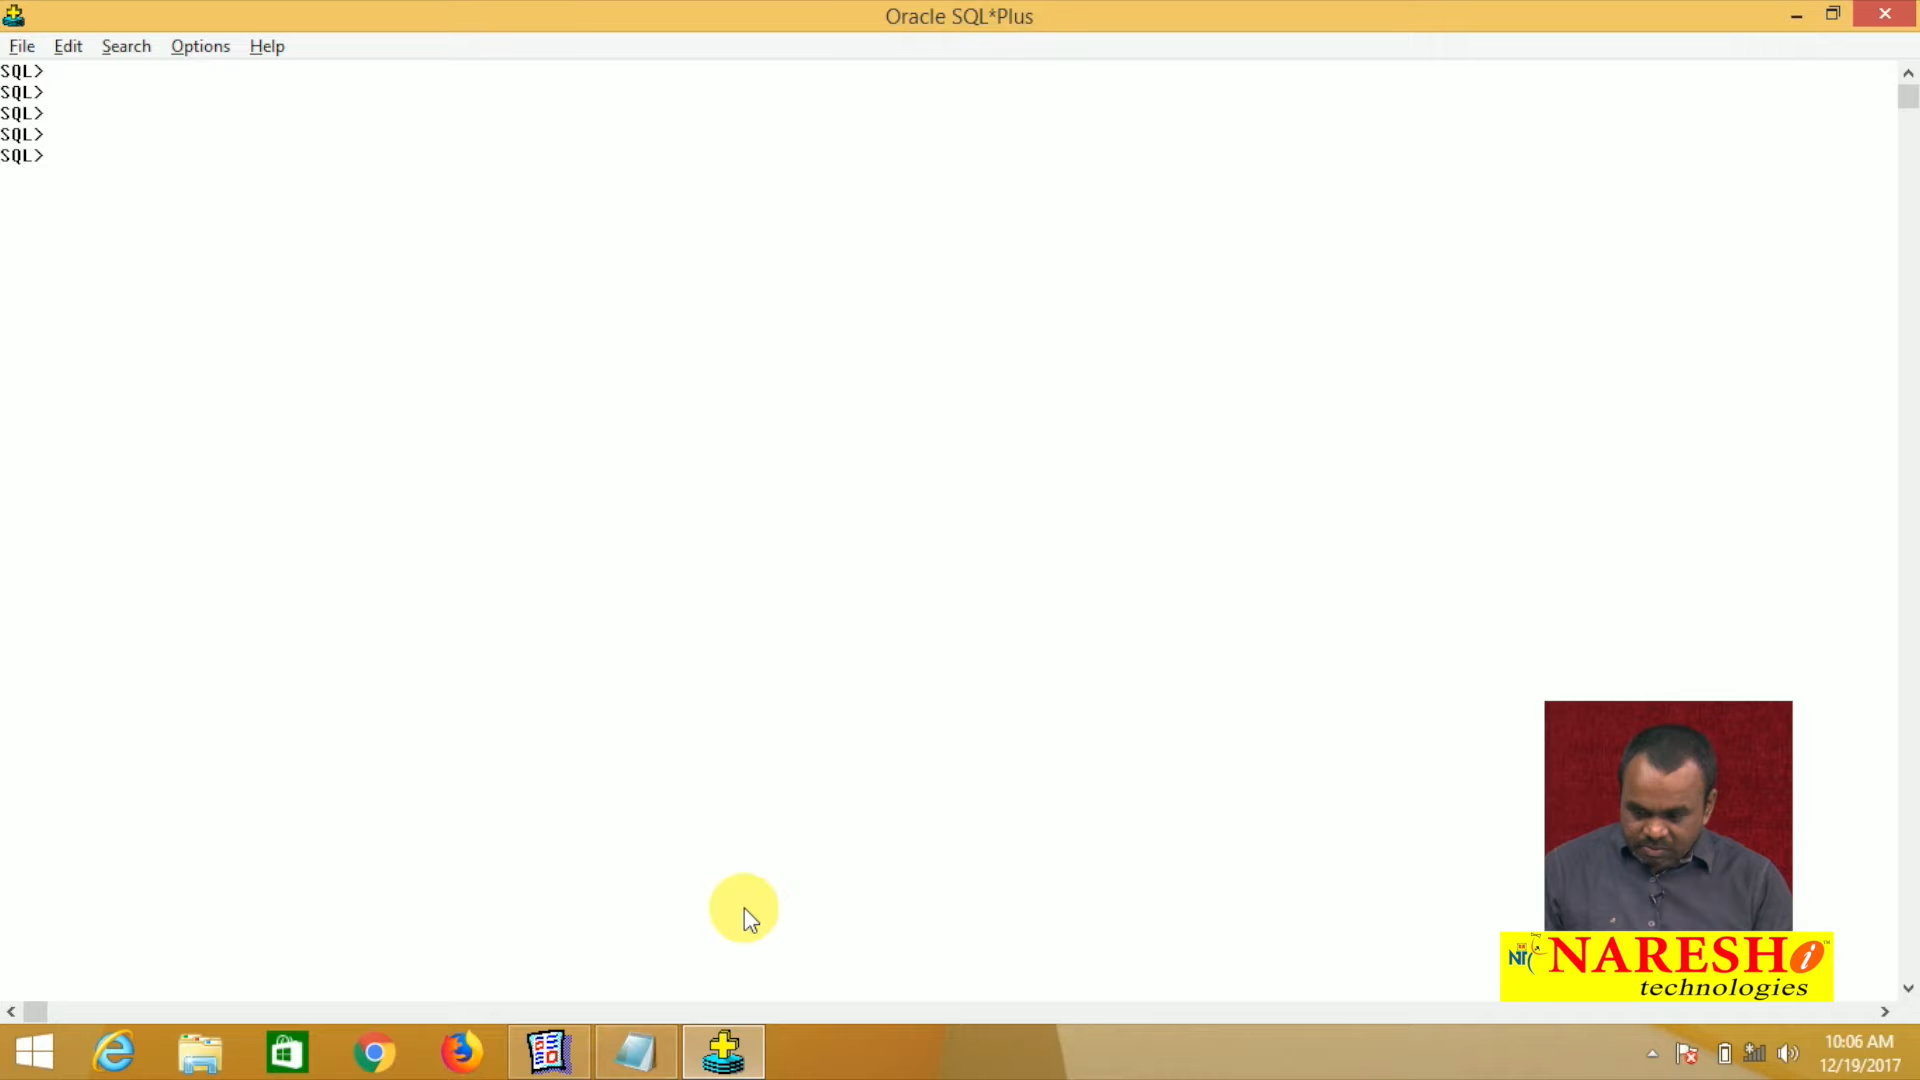 Oracle SQL*Plus
File Edit Search Options Help
SQL>
SQL>
SQL>
SQL>
SQL>
NARESH i
technologies
10:06 AM
12/19/2017